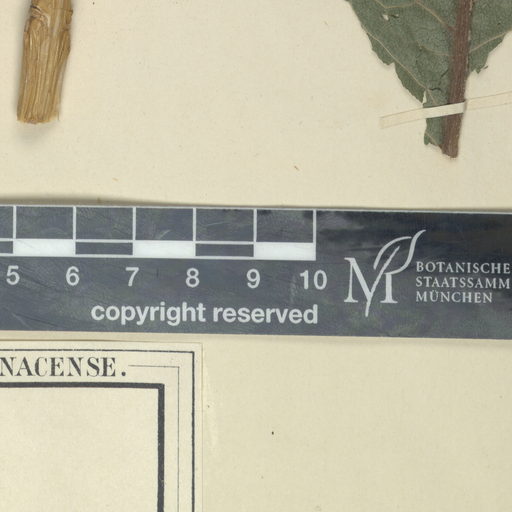 5 6 7 8 9 10
BOTANISCHE
STAATSSAMM
MÜNCHEN
copyright reserved
NACENSE.